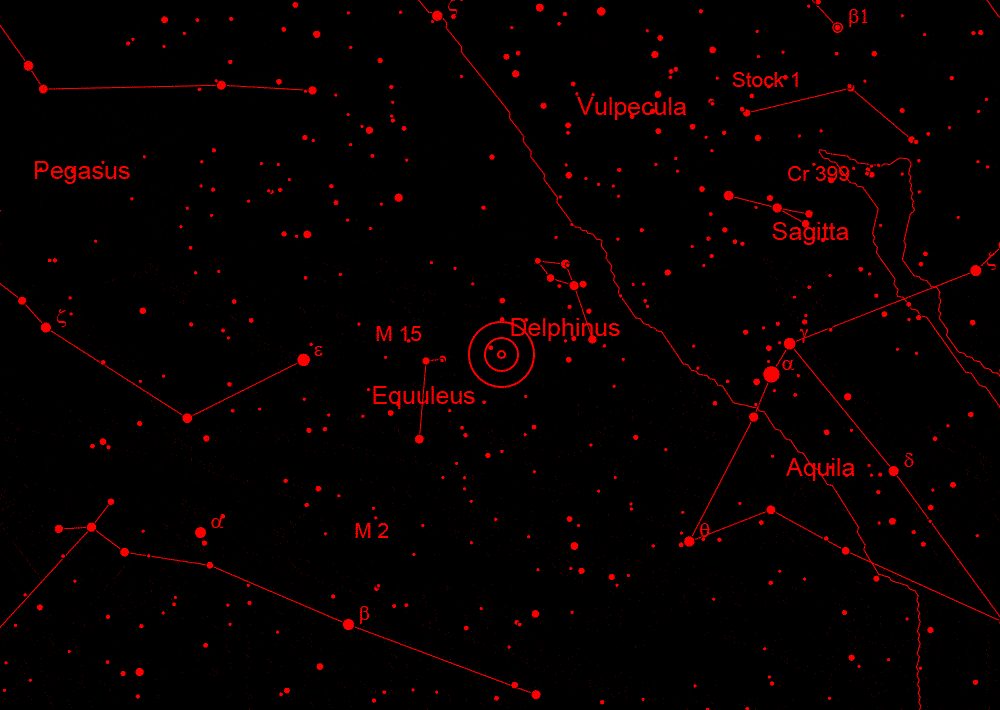 ζ
β1
Stock 1
Vulpecula
Pegasus
Cr 399
Sagitta
ζ
ζ
Delphinus
M 15
γ
ε
α
Equuleus
Aquila
δ
α
M 2
θ
β